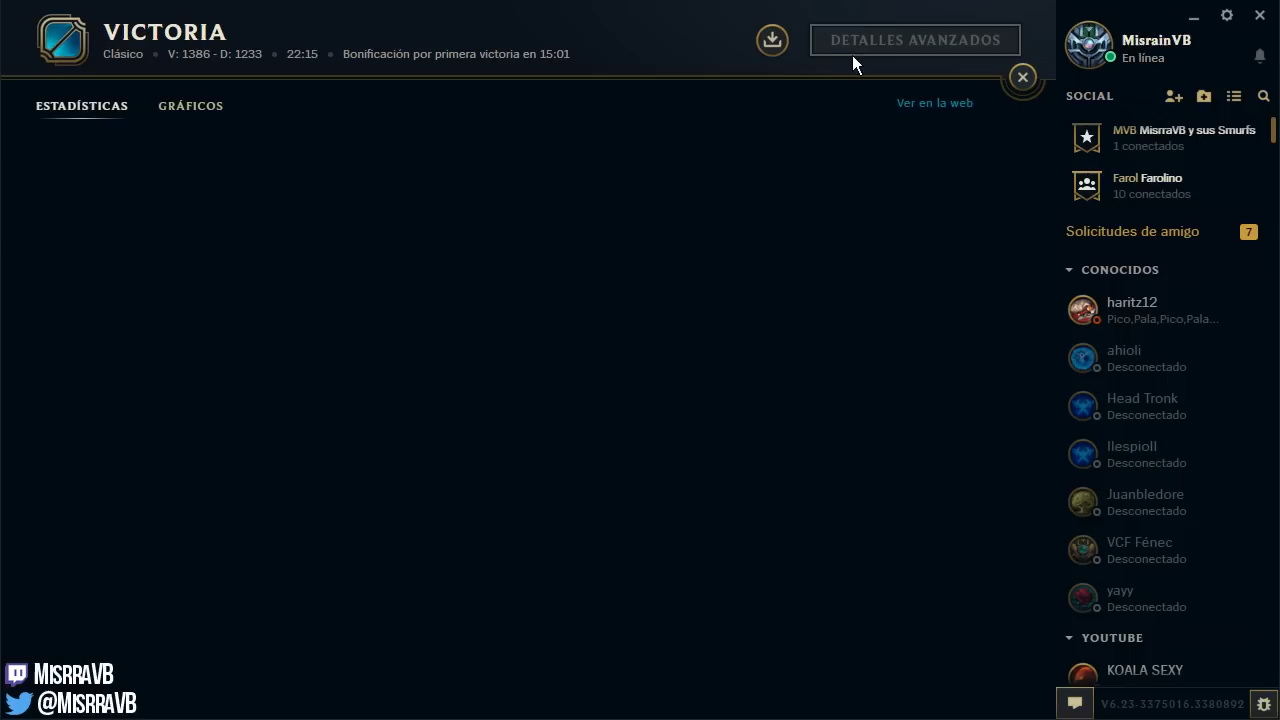 VICTORIA
Clásico • V: 1386 - D: 1233 • 22:15 • Bonificación por primera victoria en 15:01
DETALLES AVANZADOS
ESTADÍSTICAS
GRÁFICOS
Ver en la web
MisrainVB
En línea
SOCIAL
MVB MisrraVB y sus Smurfs
1 conectados
Farol Farolino
10 conectados
Solicitudes de amigo 7
CONOCIDOS
haritz12
Pico,Pala,Pico,Pala...
ahioli
Desconectado
Head Tronk
Desconectado
llespioll
Desconectado
Juanbledore
Desconectado
VCF Fénec
Desconectado
yayy
Desconectado
YOUTUBE
KOALA SEXY
V6.23-3375016.3380892
MISRRAVB
@MISRRAVB